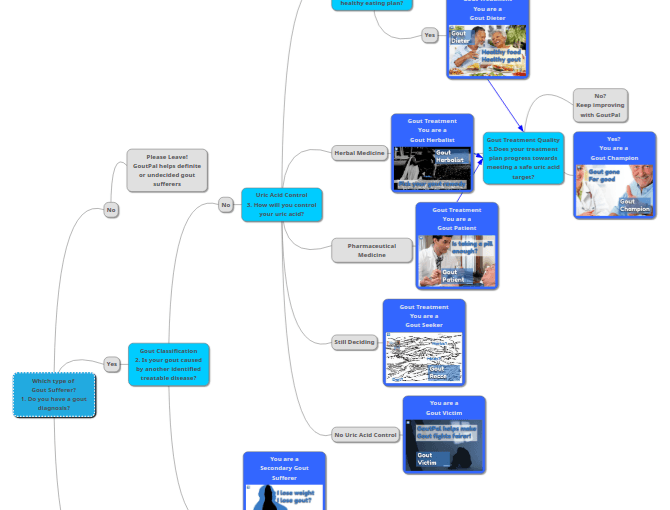 healthy eating plan?
Yes
You are a
Gout Dieter
Gout
Dieter
Healthy food
Healthy gout
No?
Keep improving
with GoutPal
Gout Treatment
You are a
Gout Herbalist
Gout
Herbalist
Herbal Medicine
Gout Treatment Quality
5.Does your treatment
plan progress towards
meeting a safe uric acid
target?
Yes?
You are a
Gout Champion
Gout gone
For good
Gout
Champion
Please Leave!
GoutPal helps definite
or undecided gout
sufferers
No
No
Uric Acid Control
3. How will you control
your uric acid?
Gout Treatment
You are a
Gout Patient
Is taking a pill
enough?
Gout
Patient
Pharmaceutical
Medicine
Gout Treatment
You are a
Gout Seeker
Gout
Still Deciding
Yes
Gout Classification
2. Is your gout caused
by another identified
treatable disease?
Which type of
Gout Sufferer?
1. Do you have a gout
diagnosis?
No Uric Acid Control
You are a
Gout Victim
GoutPal helps make
Gout fights fairer!
Gout
Victim
You are a
Secondary Gout
Sufferer
I lose weight
I lose gout?